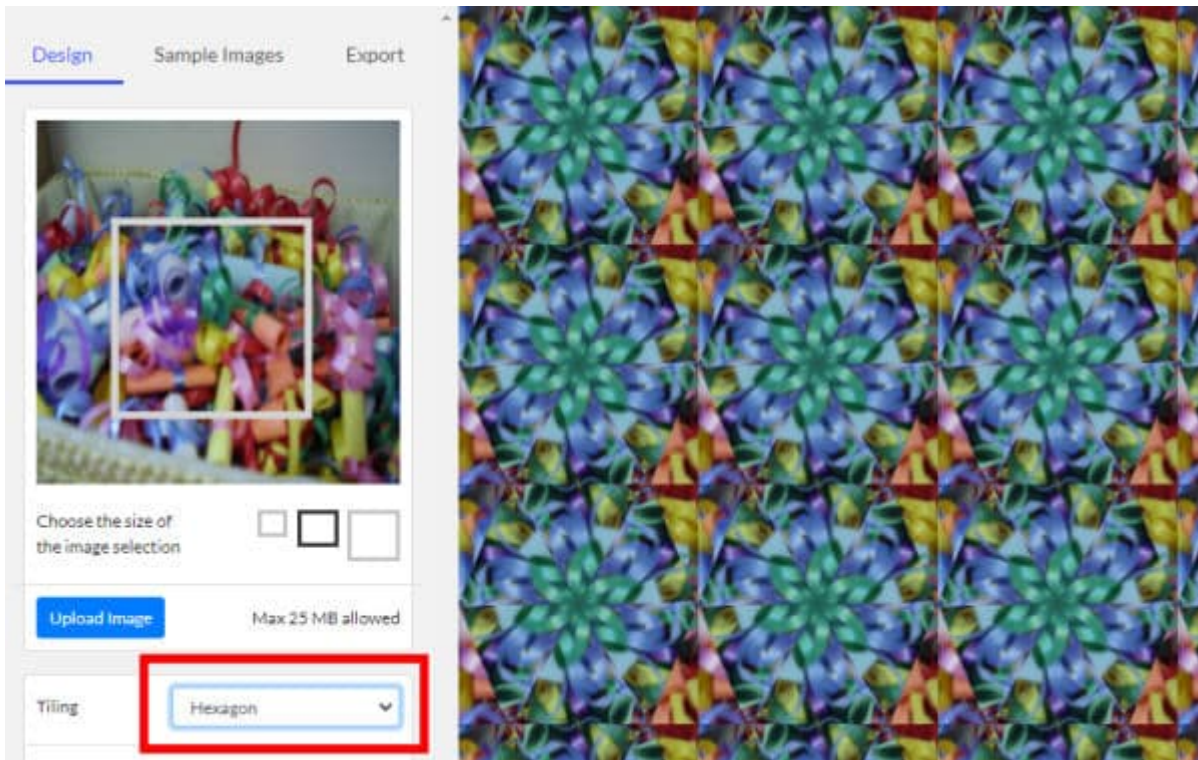 Design Sample Images Export
Choose the size of
the image selection
Upload Image Max 25 MB allowed
Tiling Hexagon